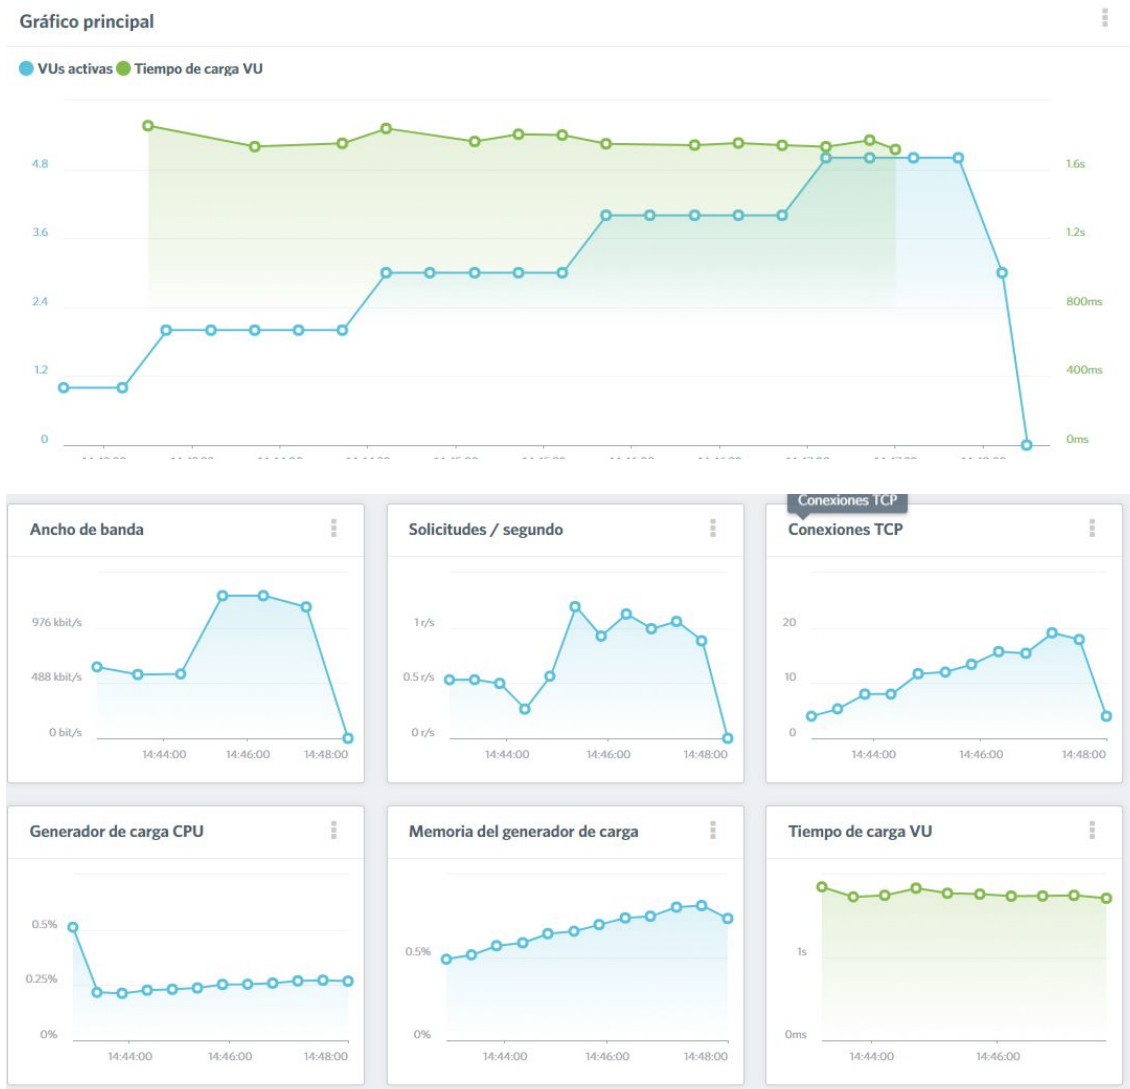 Gráfico principal
VUs activas Tiempo de carga VU
4.8 1.6s
3.6 1.2s
2.4 800ms
1.2 400ms
0 0ms
Conexiones TCP
Ancho de banda
976 kbit/s
488 kbit/s
0 bit/s
14:44:00 14:46:00 14:48:00
Solicitudes / segundo
1 r/s
0.5 r/s
0 r/s
14:44:00 14:46:00 14:48:00
Conexiones TCP
20
10
0
14:44:00 14:46:00 14:48:00
Generador de carga CPU
0.5%
0.25%
0%
14:44:00 14:46:00 14:48:00
Memoria del generador de carga
0.5%
0%
14:44:00 14:46:00 14:48:00
Tiempo de carga VU
1s
0ms
14:44:00 14:46:00